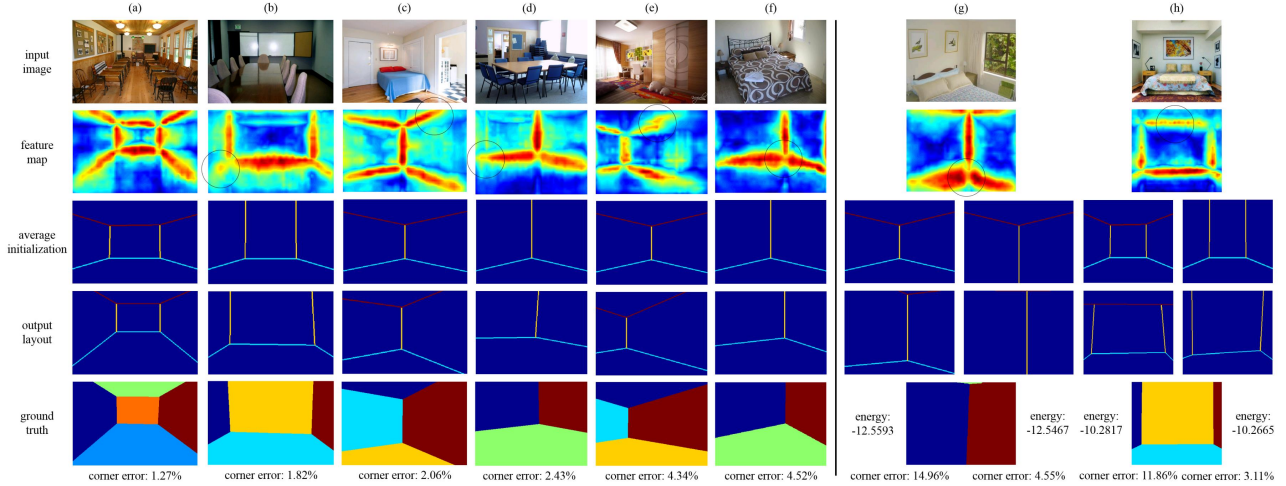 (a) (b) (c) (d) (e) (f) (g) (h)
input
image
feature
map
average
initialization
output
layout
ground
truth
energy:
-12.5593
energy:
-12.5467
energy:
-10.2817
energy:
-10.2665
corner error: 1.27% corner error: 1.82% corner error: 2.06% corner error: 2.43% corner error: 4.34% corner error: 4.52% corner error: 14.96% corner error: 4.55% corner error: 11.86% corner error: 3.11%